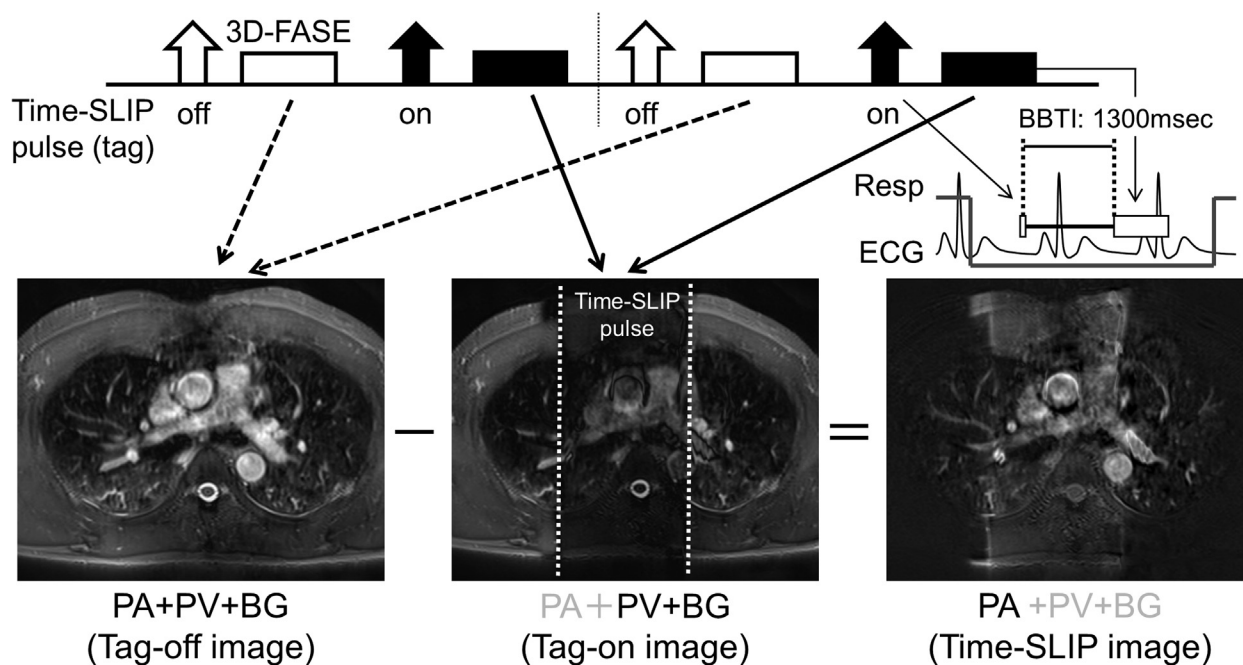 3D-FASE
Time-SLIP
pulse (tag)
off
on
off
on
BBTI: 1300msec
Resp
ECG
Time-SLIP
pulse
PA+PV+BG
(Tag-off image)
PA+PV+BG
(Tag-on image)
PA +PV+BG
(Time-SLIP image)